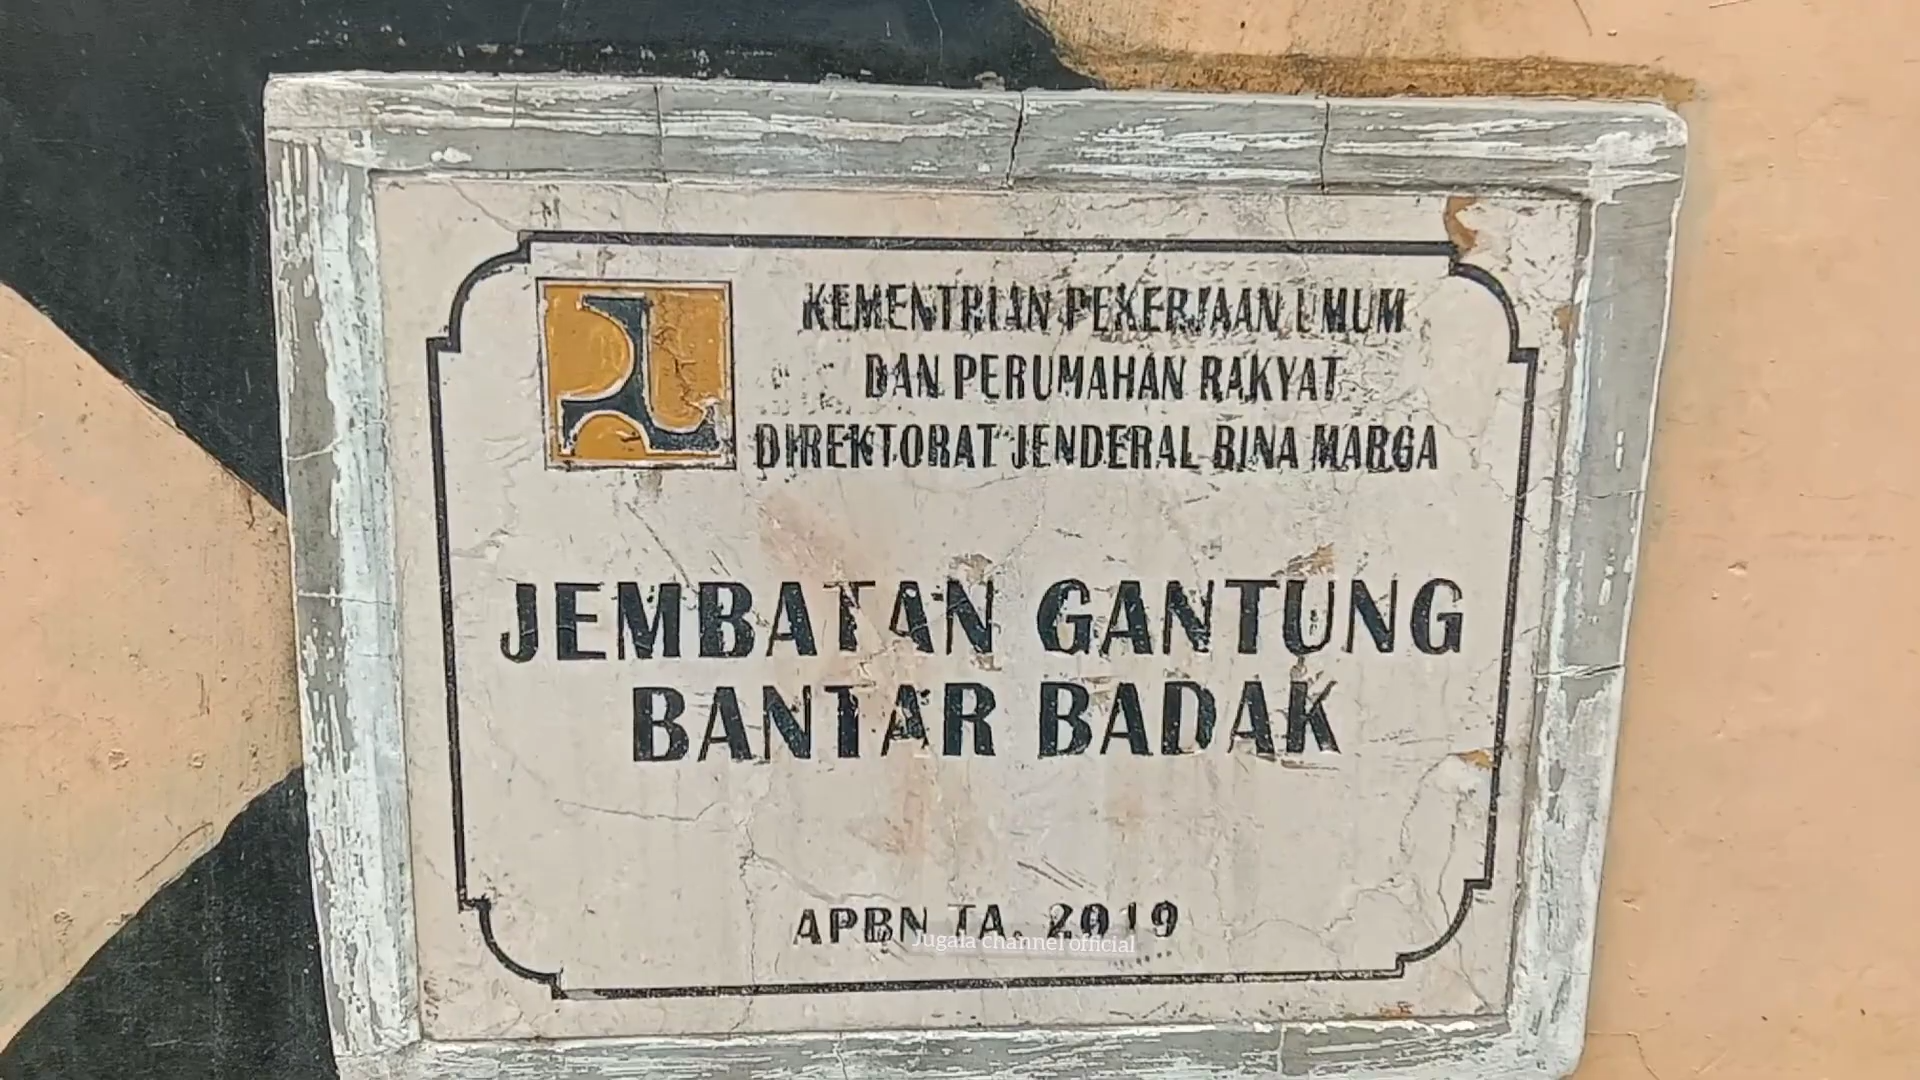 KEMENTRIAN PEKERJAAN UMUM
DAN PERUMAHAN RAKYAT
DIREKTORAT JENDERAL BINA MARGA
JEMBATAN GANTUNG
BANTAR BADAK
APBN TA. 2019
Jugala channel official